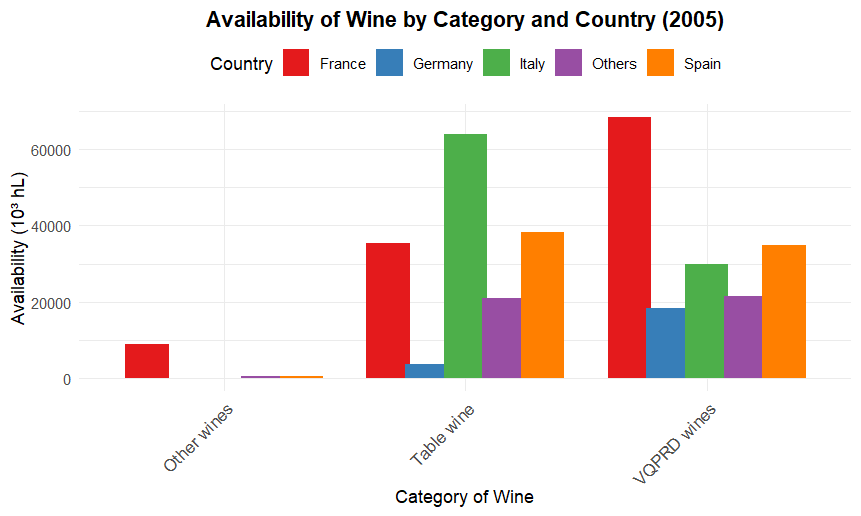 Availability of Wine by Category and Country (2005)
Country France Germany Italy Others Spain
Availability (10³ hL)
60000
40000
20000
0
Other wines
Table wine
VQPRD wines
Category of Wine